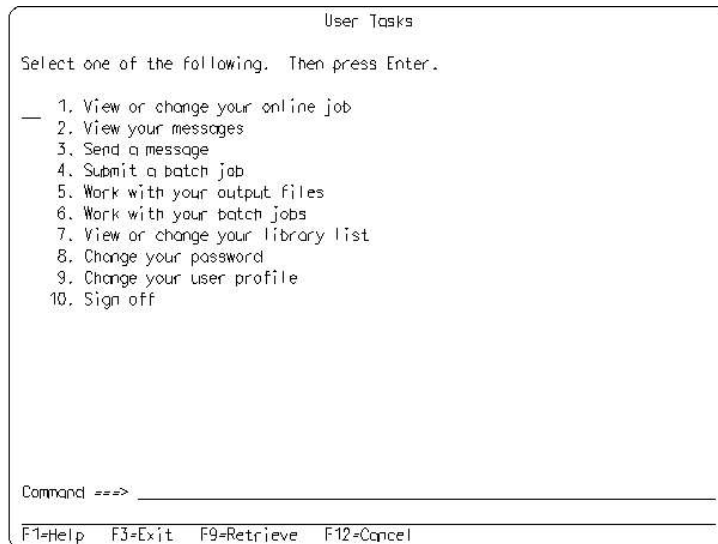 User Tasks
Select one of the following.  Then press Enter.
__  1. View or change your online job
2. View your messages
3. Send a message
4. Submit a batch job
5. Work with your output files
6. Work with your batch jobs
7. View or change your library list
8. Change your password
9. Change your user profile
10. Sign off
Command ===> ____________________
F1=Help  F3=Exit  F9=Retrieve  F12=Cancel